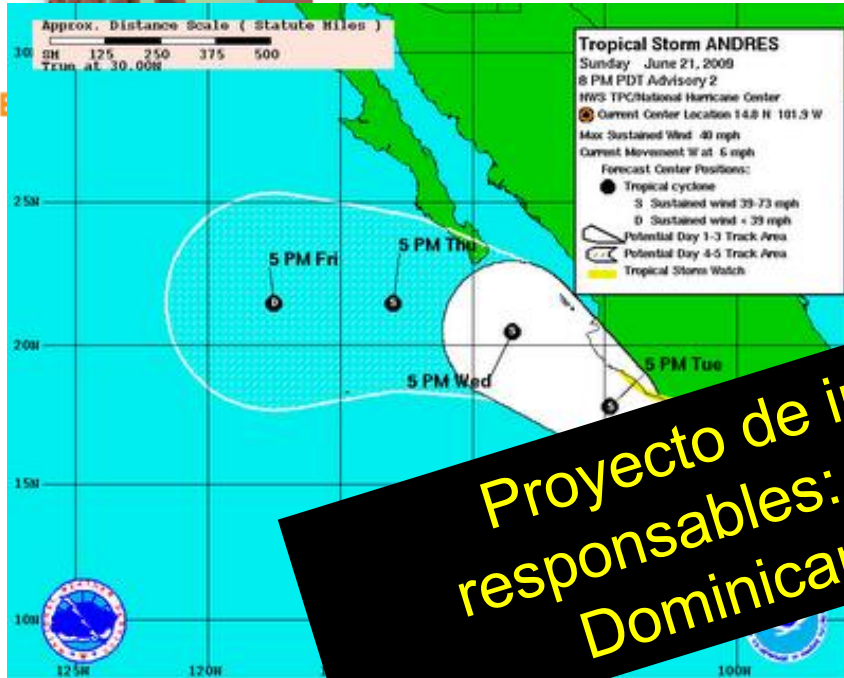 Approx. Distance Scale ( Statute Miles )
SM 125 250 375 500
True at 30.00N
Tropical Storm ANDRES
Sunday June 21, 2009
8 PM PDT Advisory 2
NWS TPC/National Hurricane Center
Current Center Location 14.8 N 101.9 W
Max Sustained Wind 40 mph
Current Movement W at 6 mph
Forecast Center Positions:
Tropical cyclone
S Sustained wind 39-73 mph
D Sustained wind < 39 mph
Potential Day 1-3 Track Area
Potential Day 4-5 Track Area
Tropical Storm Watch
25N
5 PM Fri
5 PM Thu
D
S
S
20N
5 PM Wed
5 PM Tue
S
15N
10N
125W
120W
100W
Proyecto de
responsables: